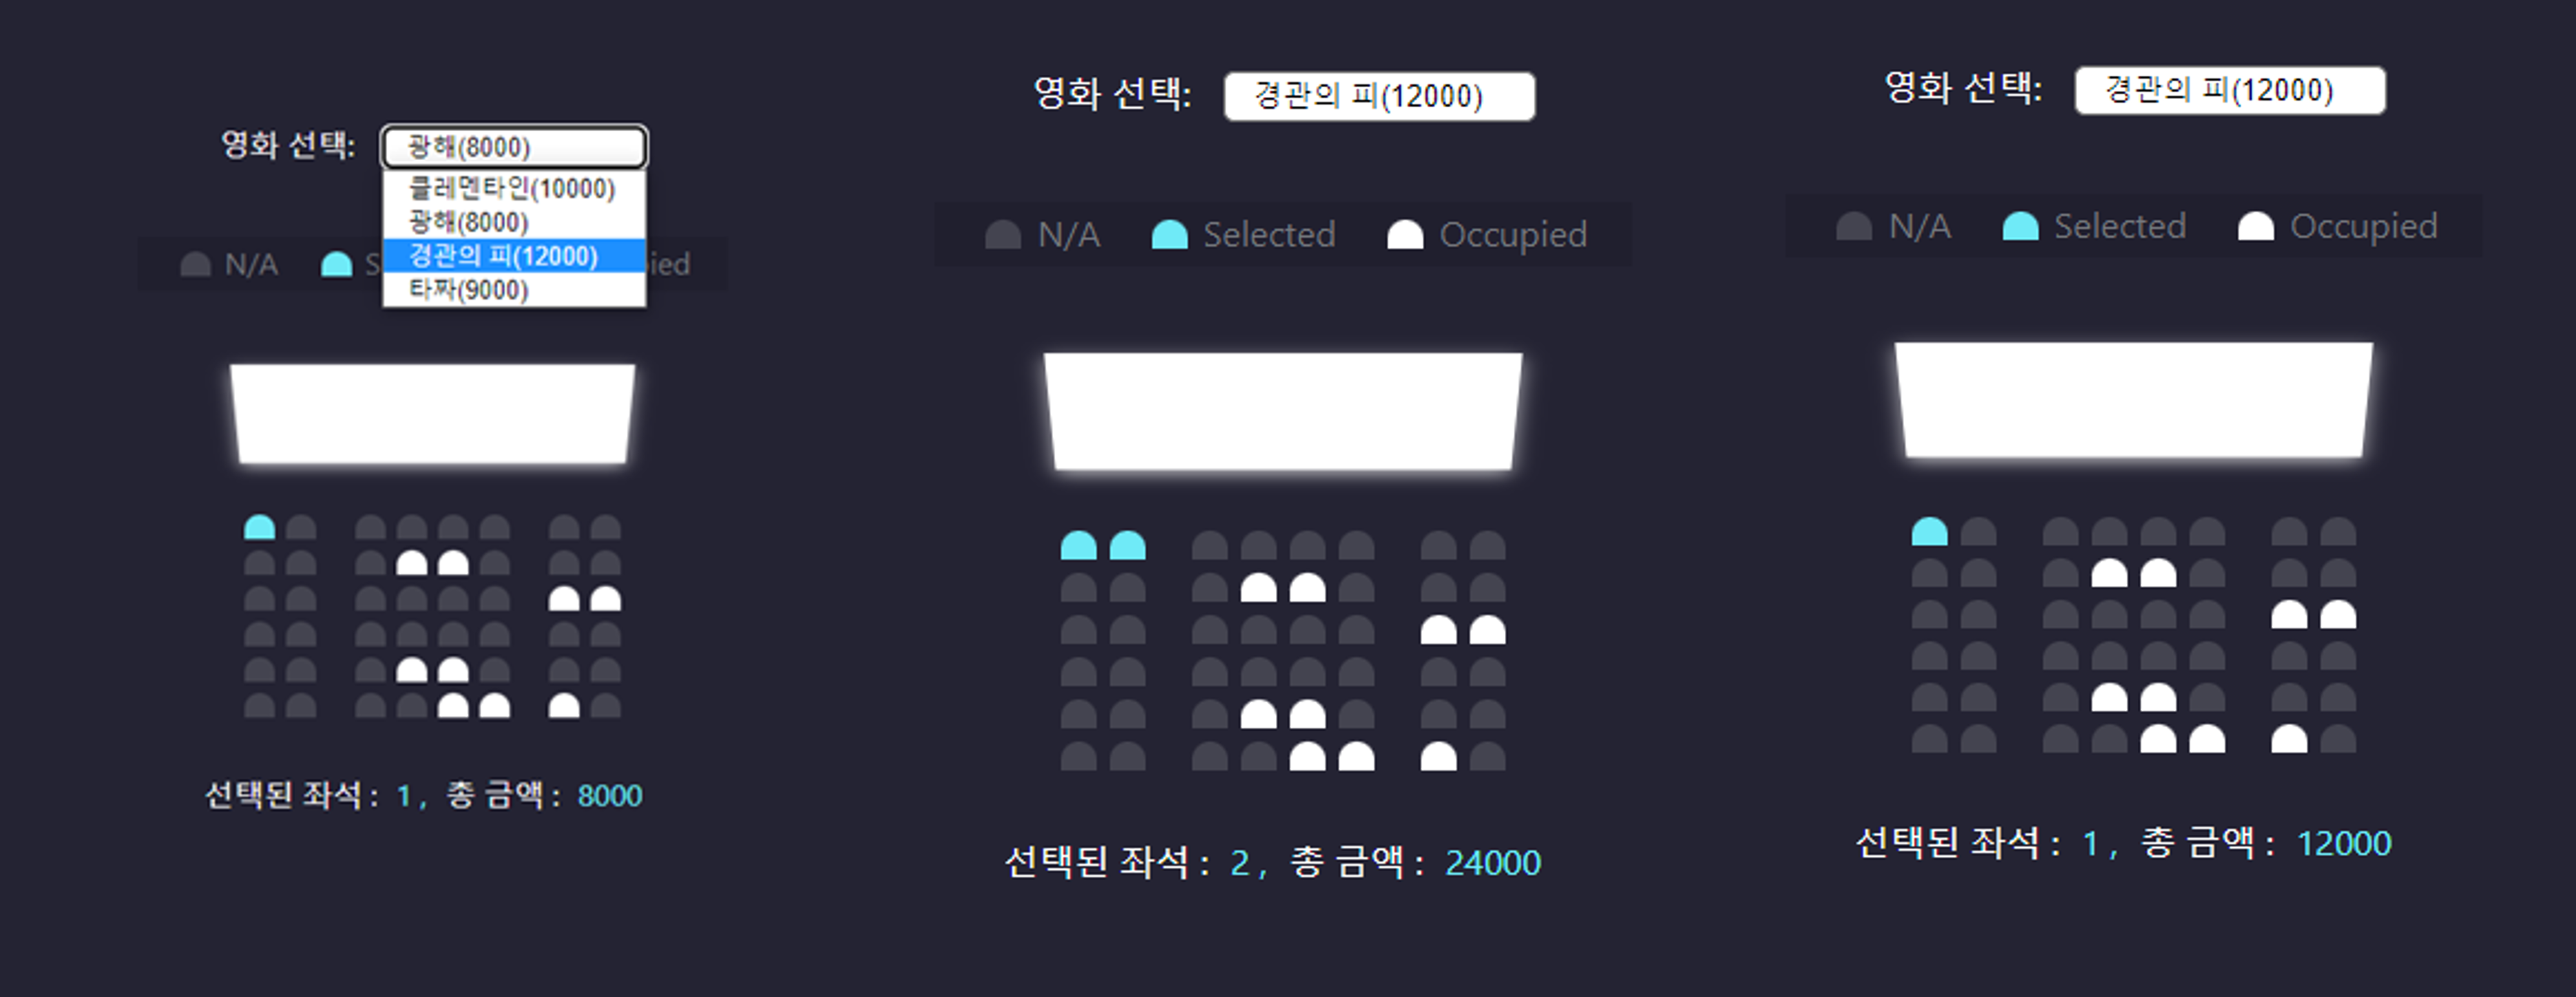 영화 선택: 광해(8000)
클레멘타인(10000)
광해(8000)
경관의 피(12000)
타짜(9000)
N/A S ied
선택된 좌석 : 1 , 총 금액 : 8000
영화 선택: 경관의 피(12000)
N/A Selected Occupied
선택된 좌석 : 2 , 총 금액 : 24000
영화 선택: 경관의 피(12000)
N/A Selected Occupied
선택된 좌석 : 1 , 총 금액 : 12000